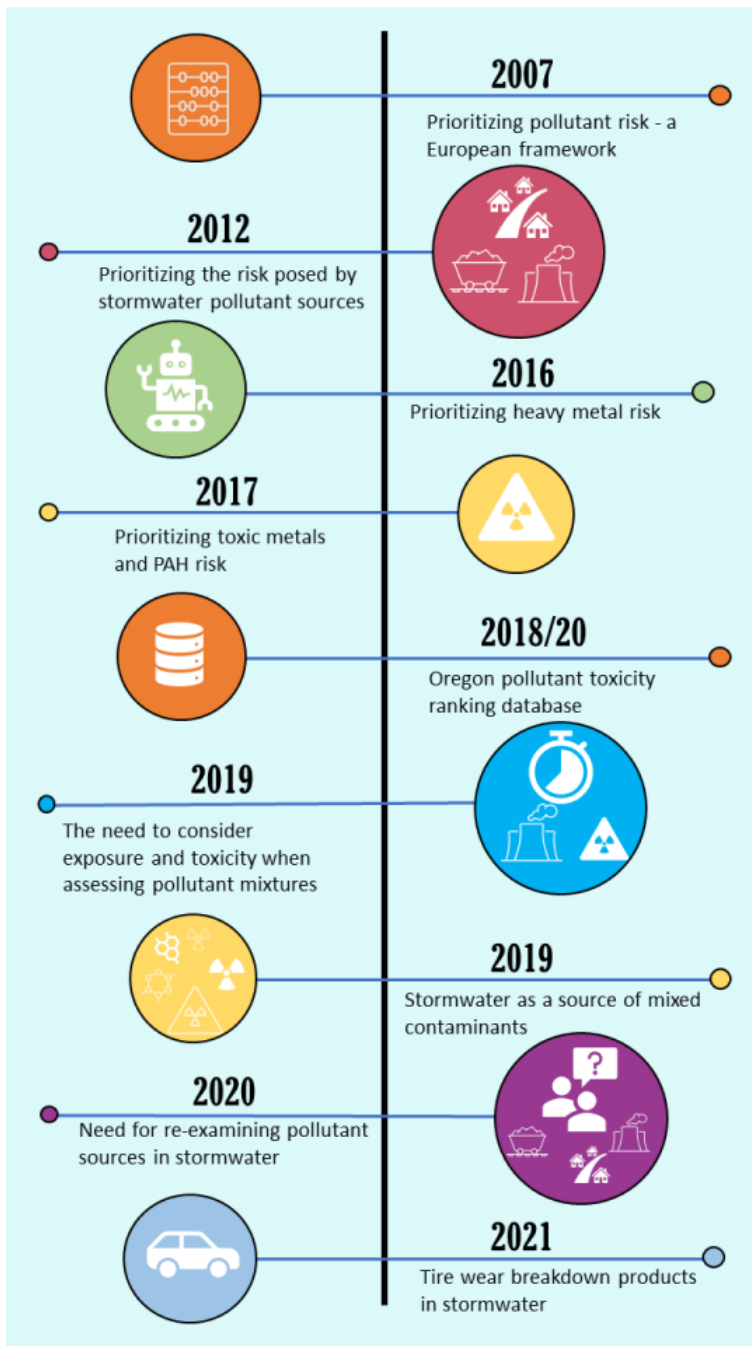 2007
Prioritizing pollutant risk - a
European framework
2012
Prioritizing the risk posed by
stormwater pollutant sources
2016
Prioritizing heavy metal risk
2017
Prioritizing toxic metals
and PAH risk
2018/20
Oregon pollutant toxicity
ranking database
2019
The need to consider
exposure and toxicity when
assessing pollutant mixtures
2019
Stormwater as a source of mixed
contaminants
?
2020
Need for re-examining pollutant
sources in stormwater
2021
Tire wear breakdown products
in stormwater